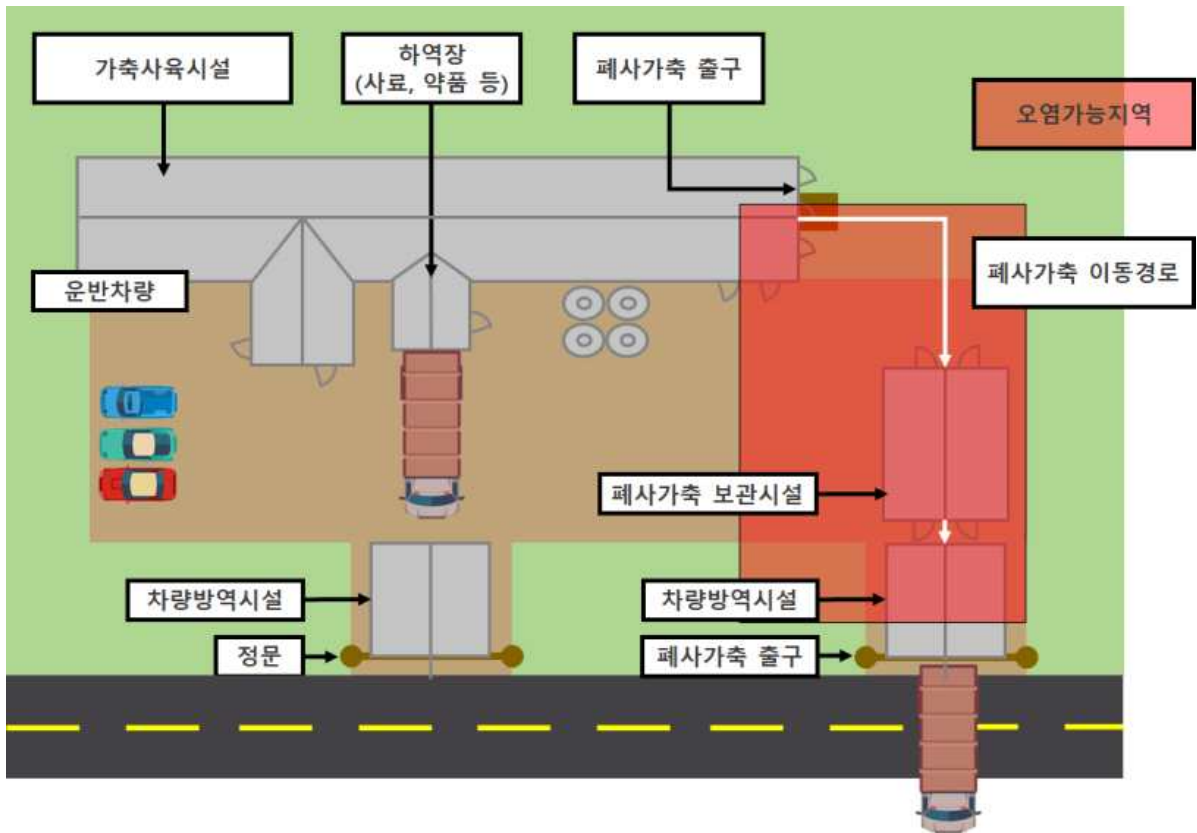 가축사육시설
하역장
(사료, 약품 등)
폐사가축 출구
오염가능지역
폐사가축 이동경로
운반차량
폐사가축 보관시설
차량방역시설
차량방역시설
정문
폐사가축 출구